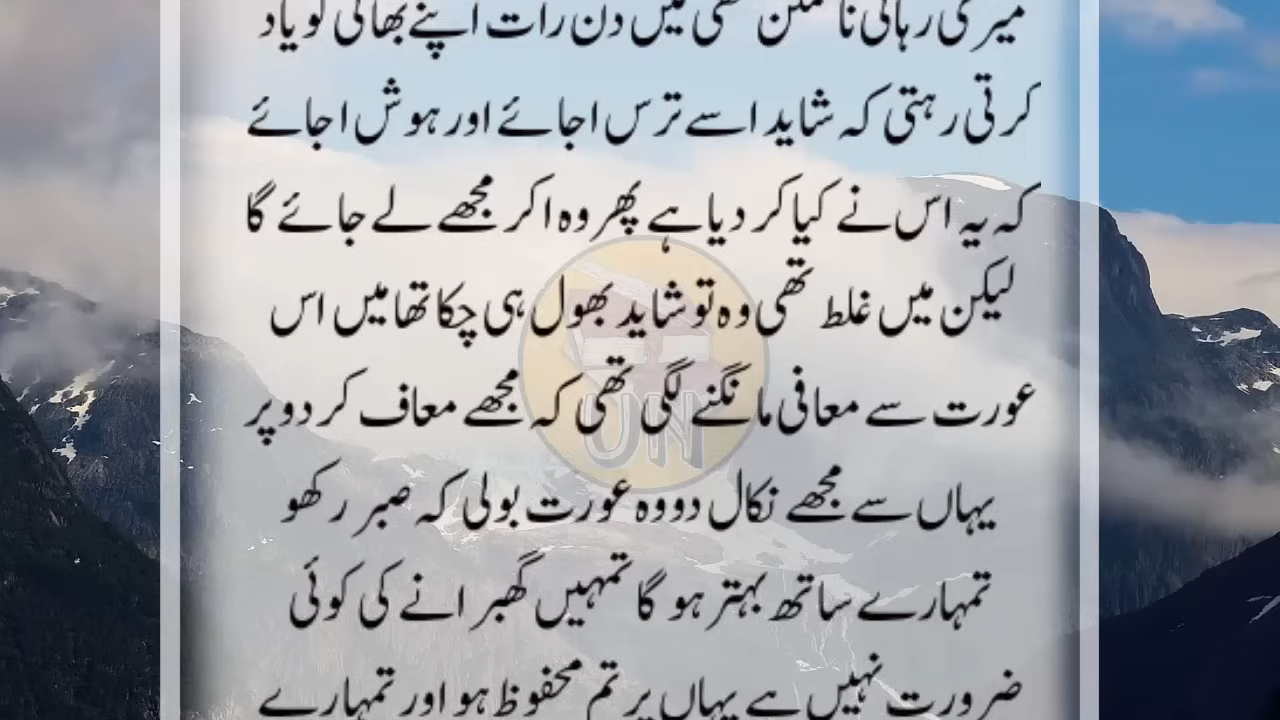 میری رہائی ناممکن تھی میں دن رات اپنے بھائی کو یاد
کرتی رہتی کہ شاید اسے ترس اجائے اور ہوش اجائے
کہ یہ اس نے کیا کر دیا ہے پھر وہ اکر مجھے لے جائے گا
لیکن میں غلط تھی وہ تو شاید بھول ہی چکا تھا میں اس
عورت سے معافی مانگنے لگی تھی کہ مجھے معاف کر دو پر
یہاں سے مجھے نکال دو وہ عورت بولی کہ صبر رکھو
تمہارے ساتھ بہتر ہو گا تمہیں گھبرانے کی کوئی
ضرورت نہیں ہے یہاں پر تم محفوظ ہو اور تمہارے
UN